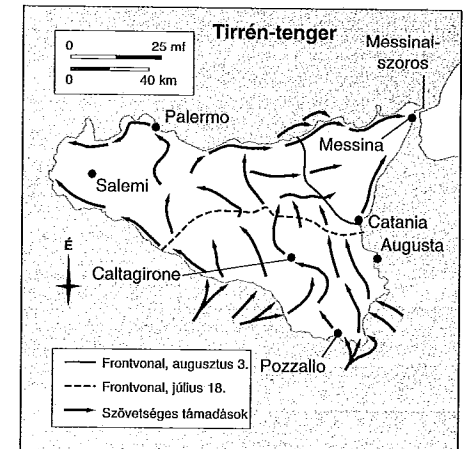 0 25 mf
0 40 km
Tirrén-tenger
Messinai-
szoros
Palermo
Messina
Salemi
Catania
Augusta
É
Caltagirone
Pozzallo
Frontvonal, augusztus 3.
Frontvonal, július 18.
Szövetséges támadások